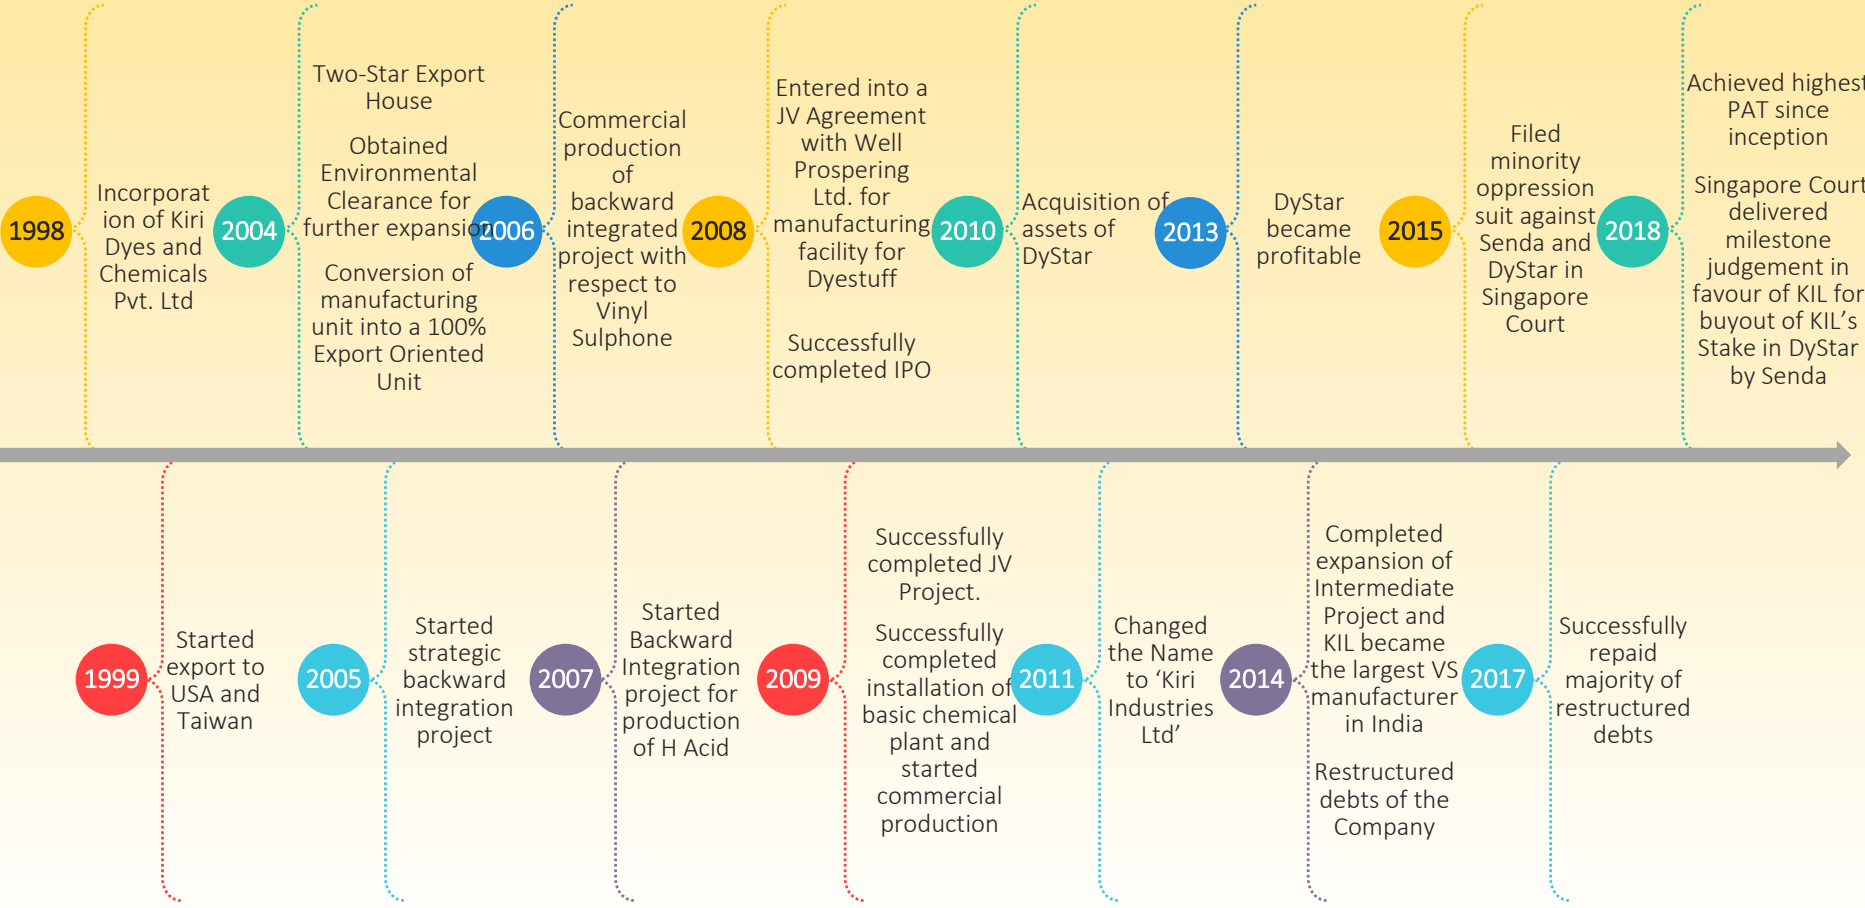 1998
Incorporat
ion of Kiri
Dyes and
Chemicals
Pvt. Ltd
2004
Two-Star Export
House
Obtained
Environmental
Clearance for
further expansion
Conversion of
manufacturing
unit into a 100%
Export Oriented
Unit
2006
Commercial
production
of
backward
integrated
project with
respect to
Vinyl
Sulphone
2008
Entered into a
JV Agreement
with Well
Prospering
Ltd. for
manufacturing
facility for
Dyestuff
Successfully
completed IPO
2010
Acquisition of
assets of
DyStar
2013
DyStar
became
profitable
2015
Filed
minority
oppression
suit against
Senda and
DyStar in
Singapore
Court
2018
Achieved highest
PAT since
inception
Singapore Court
delivered
milestone
judgement in
favour of KIL for
buyout of KIL’s
Stake in DyStar
by Senda
1999
Started
export to
USA and
Taiwan
2005
Started
strategic
backward
integration
project
2007
Started
Backward
Integration
project for
production
of H Acid
2009
Successfully
completed JV
Project.
Successfully
completed
installation of
basic chemical
plant and
started
commercial
production
2011
Changed
the Name
to ‘Kiri
Industries
Ltd’
2014
Completed
expansion of
Intermediate
Project and
KIL became
the largest VS
manufacturer
in India
Restructured
debts of the
Company
2017
Successfully
repaid
majority of
restructured
debts